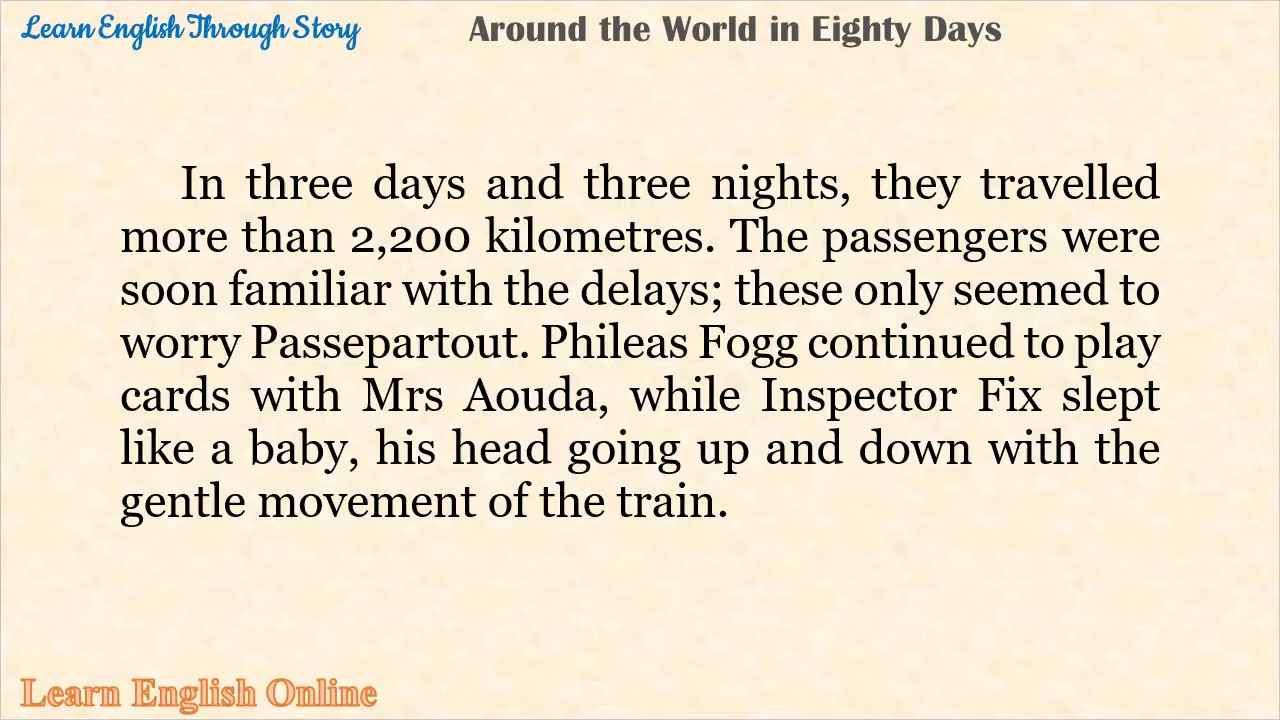 Learn English Through Story
Around the World in Eighty Days
In three days and three nights, they travelled
more than 2,200 kilometres. The passengers were
soon familiar with the delays; these only seemed to
worry Passepartout. Phileas Fogg continued to play
cards with Mrs Aouda, while Inspector Fix slept
like a baby, his head going up and down with the
gentle movement of the train.
Learn English Online